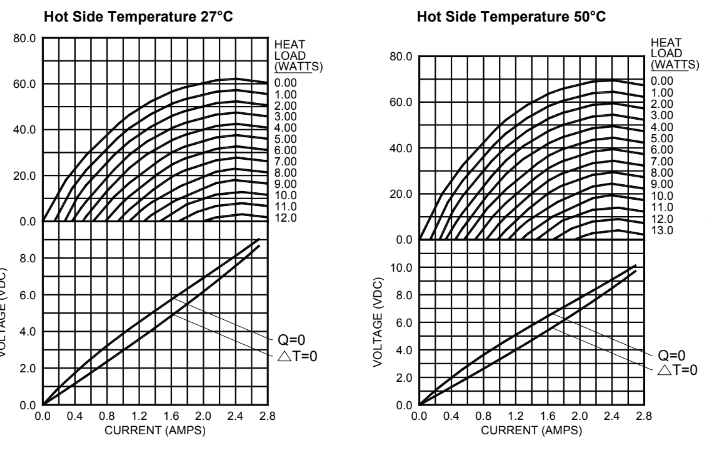 Hot Side Temperature 27°C
80.0
60.0
40.0
20.0
0.0
HEAT
LOAD
(WATTS)
0.00
1.00
2.00
3.00
4.00
5.00
6.00
7.00
8.00
9.00
10.0
11.0
12.0
8.0
6.0
4.0
2.0
0.0
VOLTAGE (VDC)
Q=0
△T=0
0.0 0.4 0.8 1.2 1.6 2.0 2.4 2.8
CURRENT (AMPS)
Hot Side Temperature 50°C
80.0
60.0
40.0
20.0
0.0
HEAT
LOAD
(WATTS)
0.00
1.00
2.00
3.00
4.00
5.00
6.00
7.00
8.00
9.00
10.0
11.0
12.0
13.0
10.0
8.0
6.0
4.0
2.0
0.0
VOLTAGE (VDC)
Q=0
△T=0
0.0 0.4 0.8 1.2 1.6 2.0 2.4 2.8
CURRENT (AMPS)